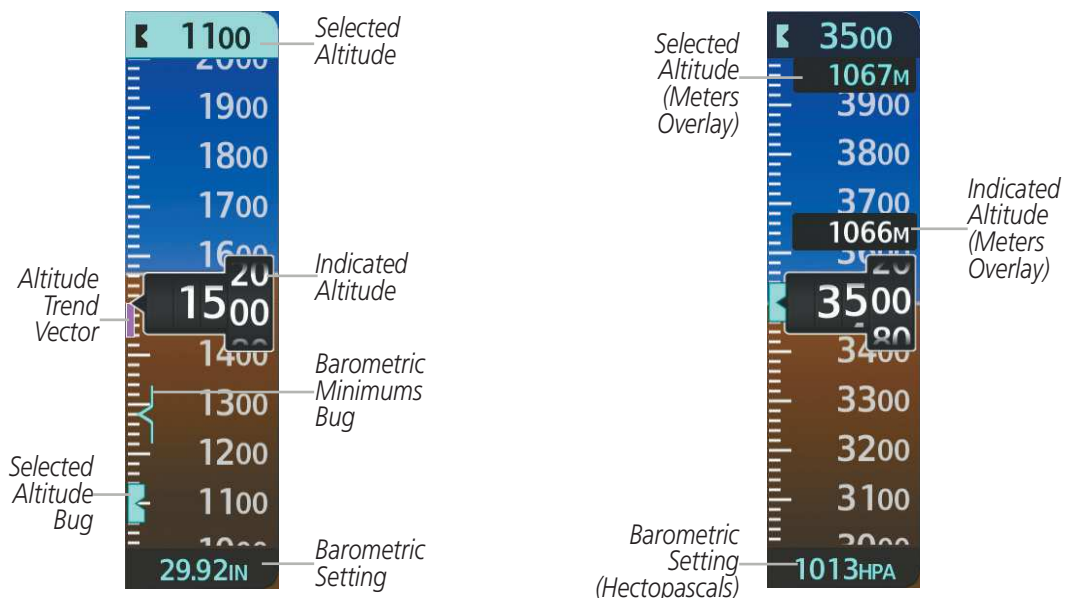 1100
Selected
Altitude
2000
1900
1800
1700
1600
20
1500
Indicated
Altitude
Altitude
Trend
Vector
1400
Barometric
Minimums
Bug
1300
1200
Selected
Altitude
Bug
1100
29.92IN
Barometric
Setting
3500
Selected
Altitude
(Meters
Overlay)
1067M
3900
3800
3700
1066M
Indicated
Altitude
(Meters
Overlay)
3600
20
3500
80
3400
3300
3200
3100
Barometric
Setting
(Hectopascals)
1013HPA